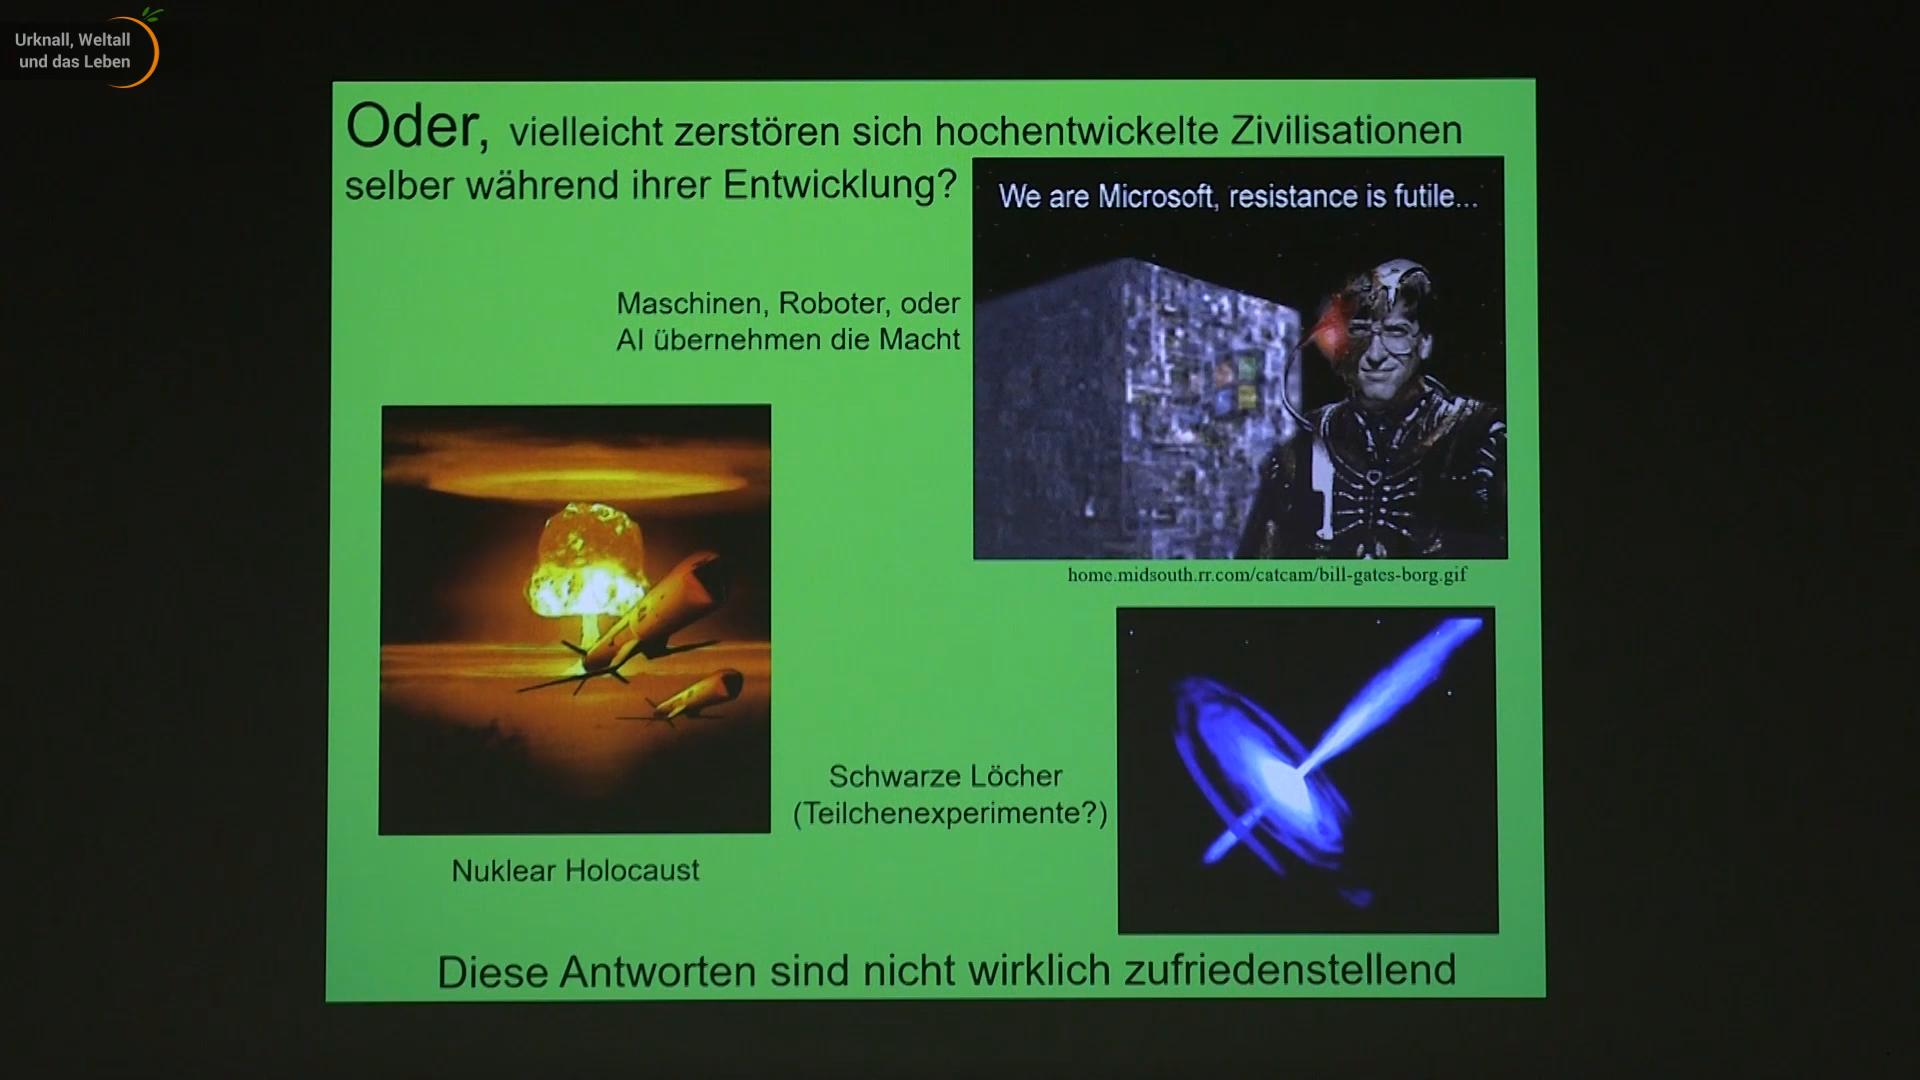 Urknall, Weltall
und das Leben
Oder, vielleicht zerstören sich hochentwickelte Zivilisationen
selber während ihrer Entwicklung?
We are Microsoft, resistance is futile...
Maschinen, Roboter, oder
AI übernehmen die Macht
home.midsouth.rr.com/catcam/bill-gates-borg.gif
Schwarze Löcher
(Teilchenexperimente?)
Nuklear Holocaust
Diese Antworten sind nicht wirklich zufriedenstellend